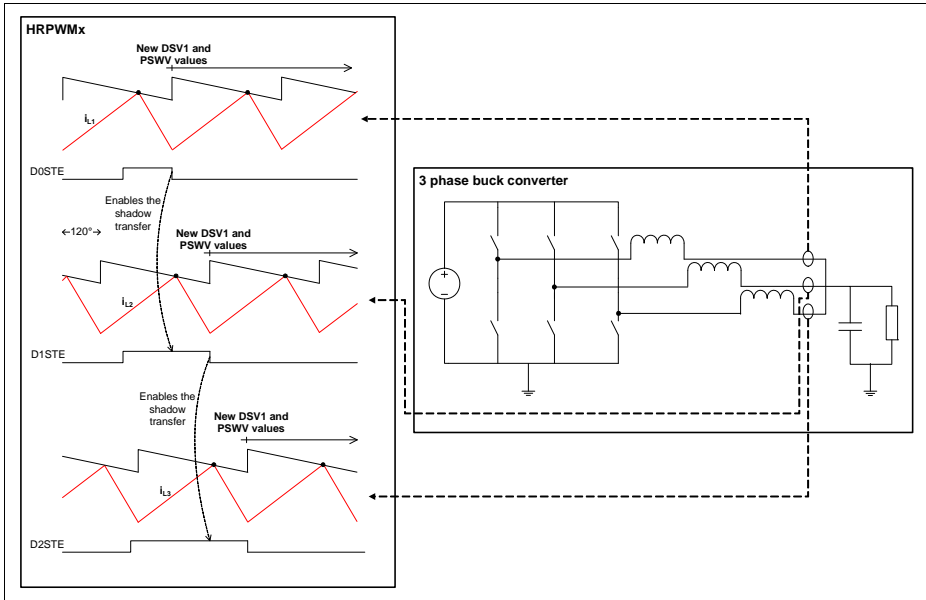 HRPWMx
New DSV1 and
PSWV values
iL1
D0STE
Enables the
shadow
transfer
120°
New DSV1 and
PSWV values
iL2
D1STE
Enables the
shadow
transfer
New DSV1 and
PSWV values
iL3
D2STE
3 phase buck converter
+
−